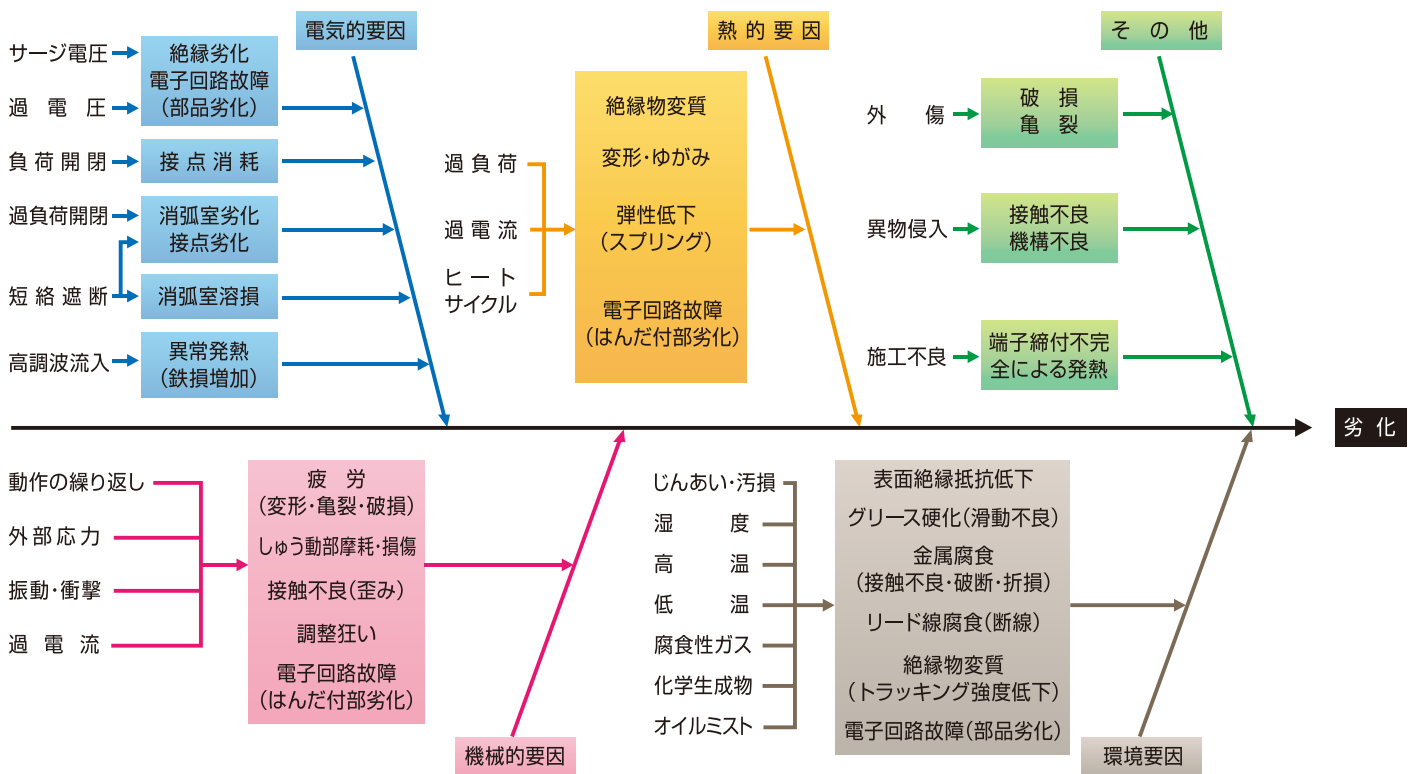 電気的要因
サージ電圧
過電圧
絶縁劣化
電子回路故障
(部品劣化)
負荷開閉
接点消耗
過負荷開閉
消弧室劣化
接点劣化
短絡遮断
消弧室溶損
高調波流入
異常発熱
(鉄損増加)
熱的要因
過負荷
過電流
ヒート
サイクル
絶縁物変質
変形・ゆがみ
弾性低下
(スプリング)
電子回路故障
(はんだ付部劣化)
その他
外傷
破損
亀裂
異物侵入
接触不良
機構不良
施工不良
端子締付不完
全による発熱
劣化
動作の繰り返し
外部応力
振動・衝撃
過電流
疲労
(変形・亀裂・破損)
しゅう動部摩耗・損傷
接触不良(歪み)
調整狂い
電子回路故障
(はんだ付部劣化)
機械的要因
じんあい・汚損
湿度
高温
低温
腐食性ガス
化学生成物
オイルミスト
表面絶縁抵抗低下
グリース硬化(滑動不良)
金属腐食
(接触不良・破断・折損)
リード線腐食(断線)
絶縁物変質
(トラッキング強度低下)
電子回路故障(部品劣化)
環境要因